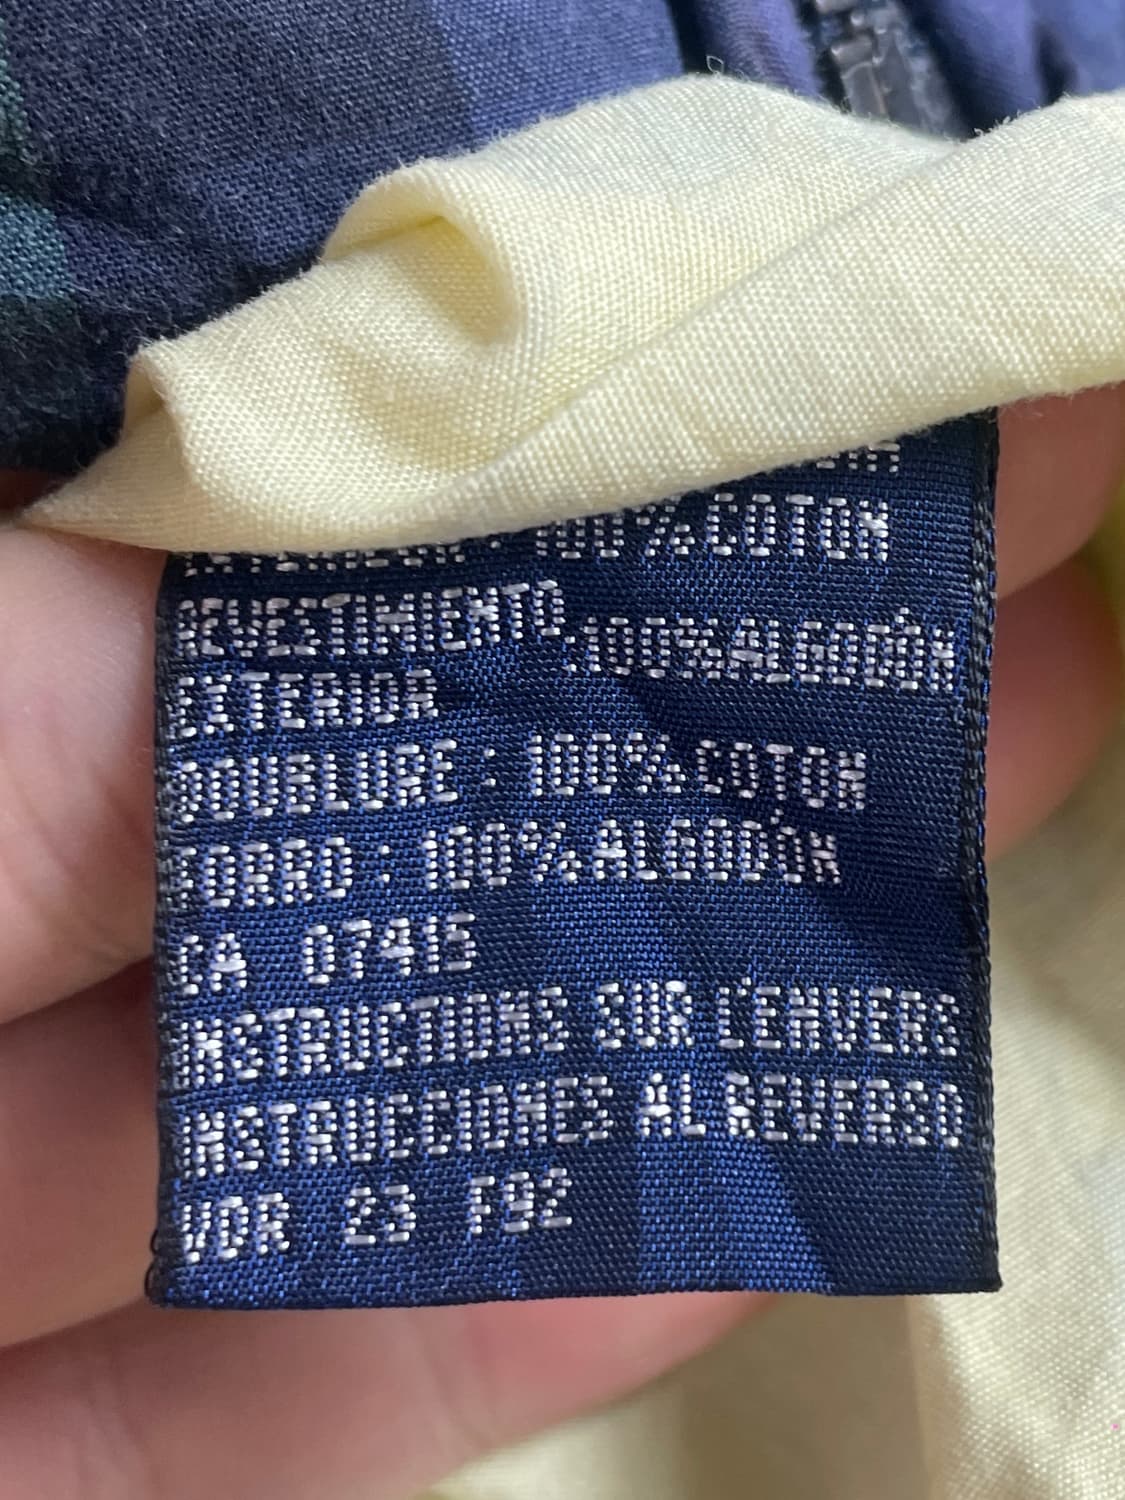 100% COTON
REVESTIMIENTO
:100% ALGODÓN
EXTERIOR
DOUBLURE : 100% COTON
FORRO : 100% ALGODÓN
CA 07415
INSTRUCTIONS SUR L'ENVERS
INSTRUCCIONES AL REVERSO
VDR 23 F92